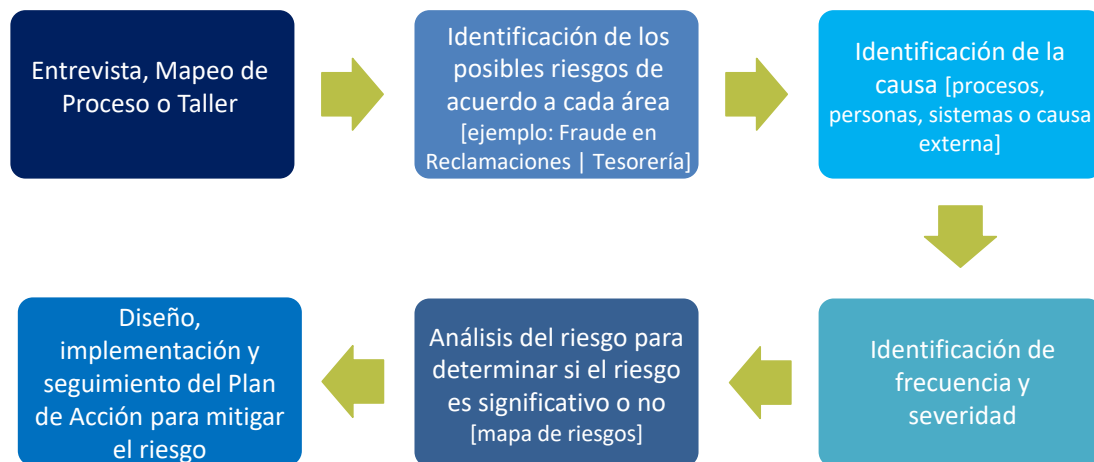 Entrevista, Mapeo de
Proceso o Taller
Identificación de los
posibles riesgos de
acuerdo a cada área
[ejemplo: Fraude en
Reclamaciones | Tesorería]
Identificación de la
causa [procesos,
personas, sistemas o causa
externa]
Identificación de
frecuencia y
severidad
Análisis del riesgo para
determinar si el riesgo
es significativo o no
[mapa de riesgos]
Diseño,
implementación y
seguimiento del Plan
de Acción para mitigar
el riesgo